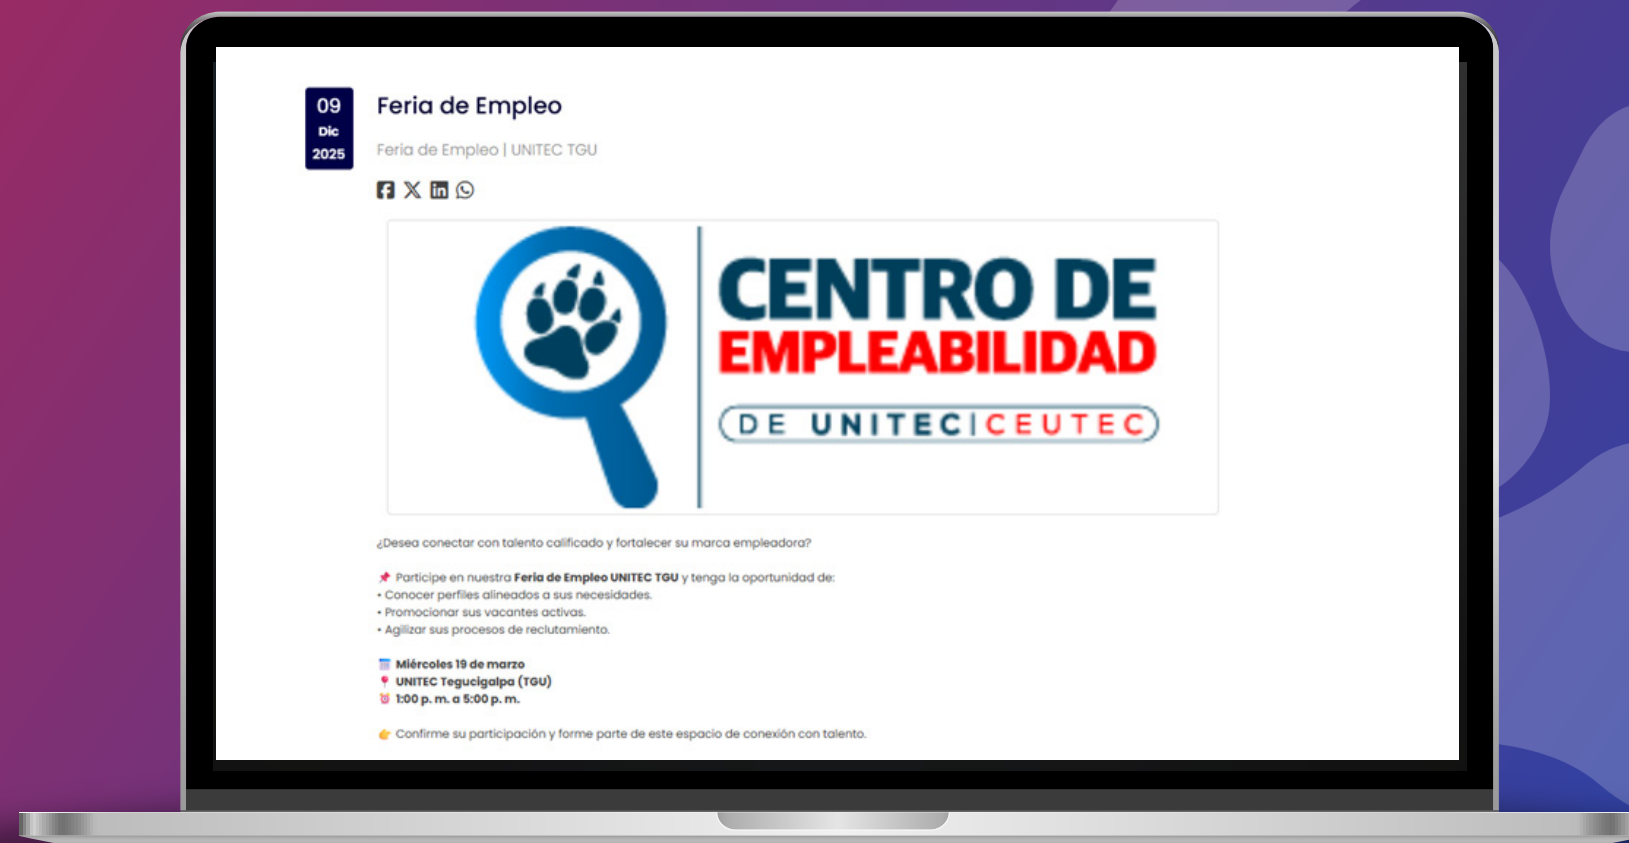 09
Dic
2025
Feria de Empleo
Feria de Empleo | UNITEC TGU
CENTRO DE
EMPLEABILIDAD
DE UNITEC|CEUTEC
¿Desea conectar con talento calificado y fortalecer su marca empleadora?
📌 Participe en nuestra Feria de Empleo UNITEC TGU y tenga la oportunidad de:
• Conocer perfiles alineados a sus necesidades.
• Promocionar sus vacantes activas.
• Agilizar sus procesos de reclutamiento.
🗓️ Miércoles 19 de marzo
📍 UNITEC Tegucigalpa (TGU)
⏰ 1:00 p. m. a 5:00 p. m.
👉 Confirme su participación y forme parte de este espacio de conexión con talento.